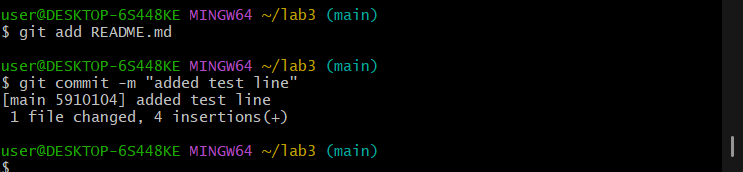 user@DESKTOP-6S448KE MINGW64 ~/lab3 (main)
$ git add README.md
user@DESKTOP-6S448KE MINGW64 ~/lab3 (main)
$ git commit -m "added test line"
[main 5910104] added test line
 1 file changed, 4 insertions(+)
user@DESKTOP-6S448KE MINGW64 ~/lab3 (main)
$